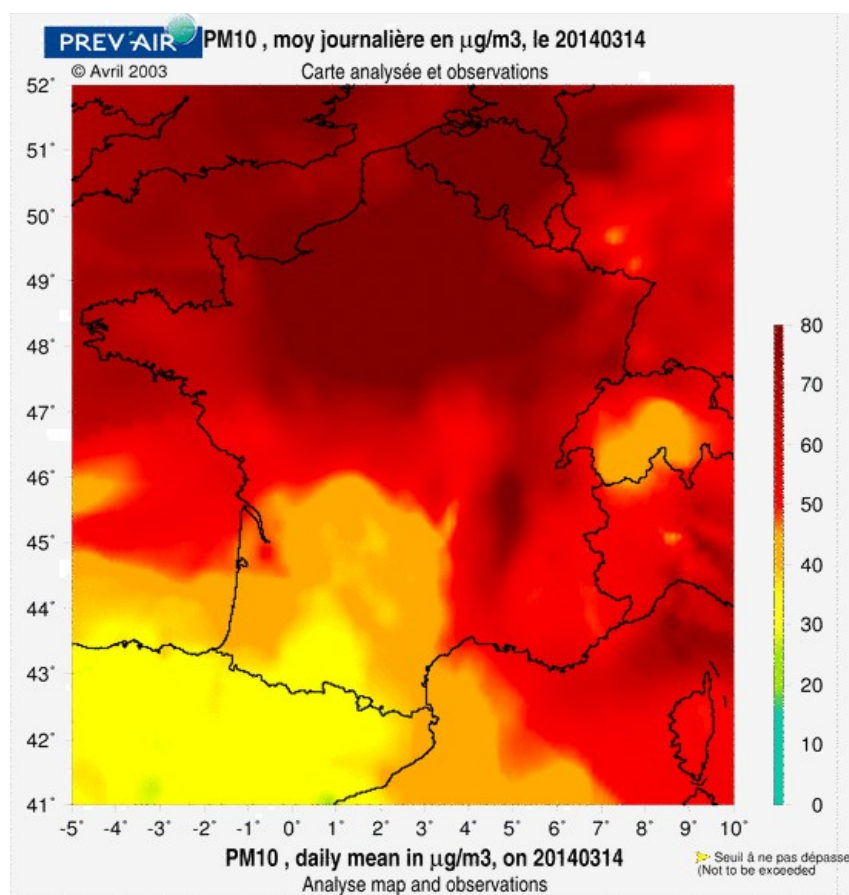 PREV'AIR
PM10 , moy journalière en µg/m3, le 20140314
© Avril 2003
Carte analysée et observations
52°
51°
50°
49°
48°
47°
46°
45°
44°
43°
42°
41°
-5° -4° -3° -2° -1° 0° 1° 2° 3° 4° 5° 6° 7° 8° 9° 10°
80
70
60
50
40
30
20
10
0
PM10 , daily mean in µg/m3, on 20140314
Analyse map and observations
Seuil à ne pas dépasse
(Not to be exceeded